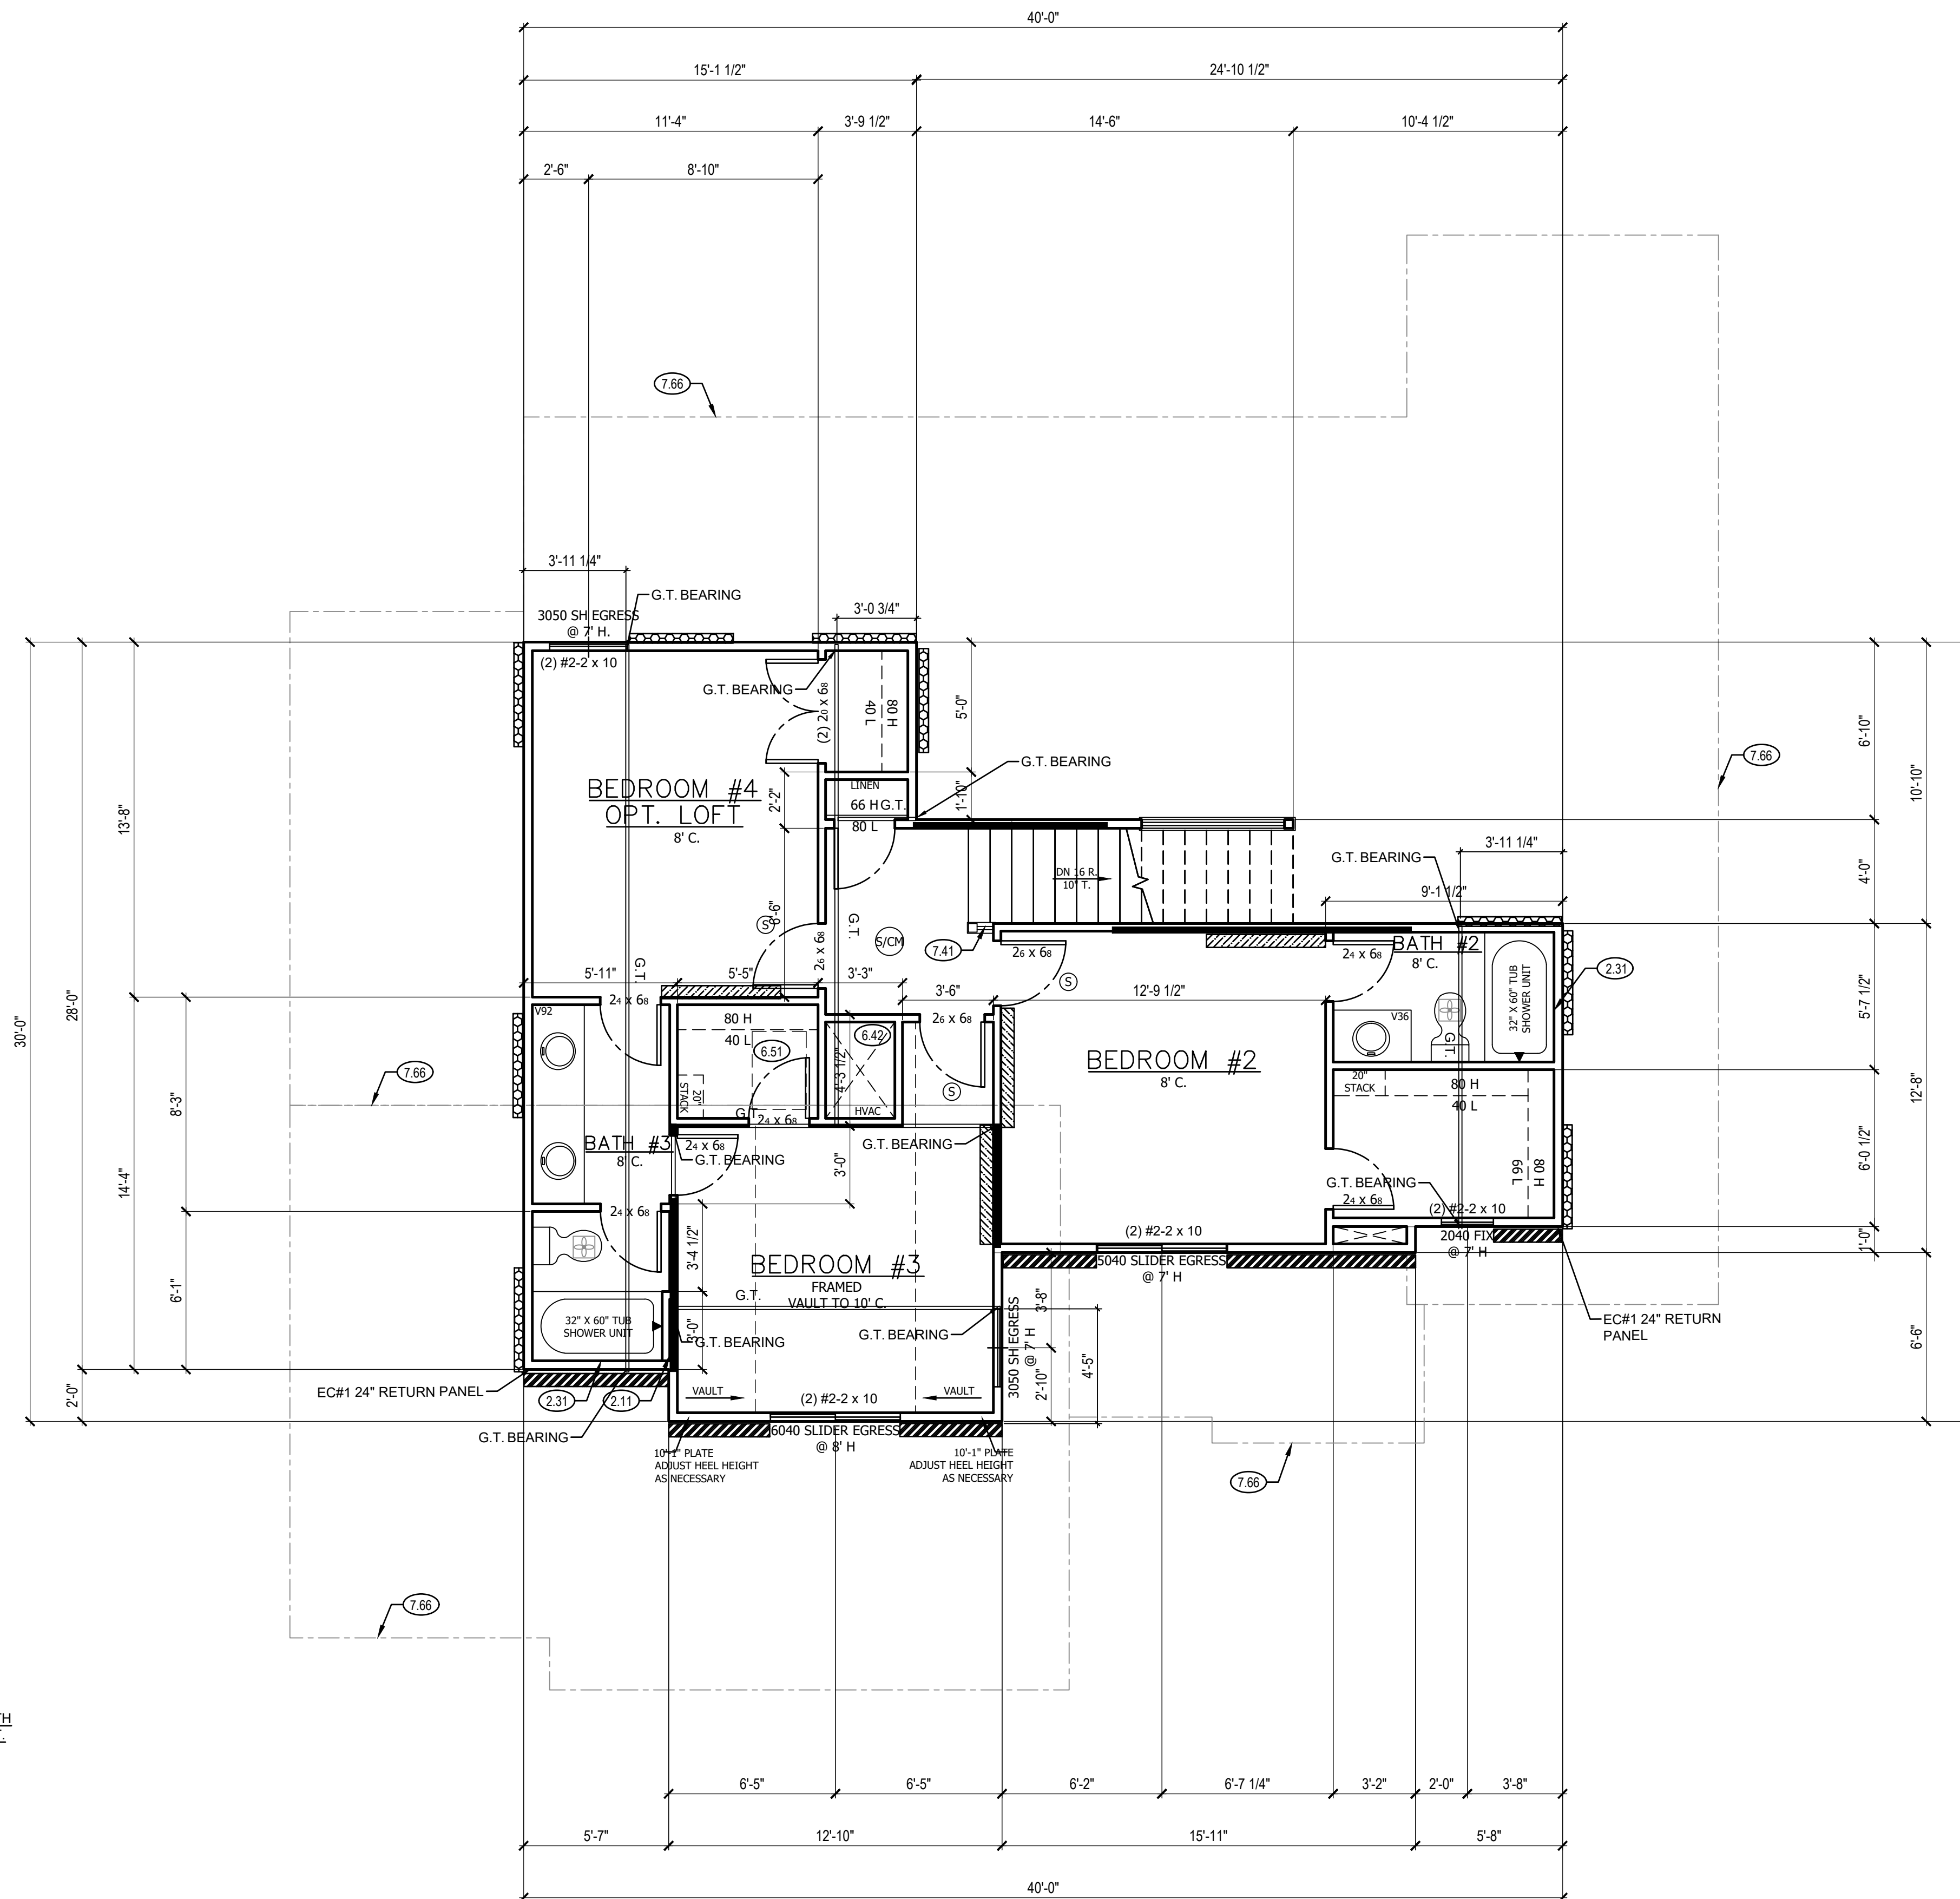 40'-0"
15'-1 1/2"
24'-10 1/2"
11'-4"
3'-9 1/2"
14'-6"
10'-4 1/2"
2'-6"
8'-10"
7.66
3'-11 1/4"
G.T. BEARING
3050 SH EGRESS
@ 7' H.
(2) #2-2 x 10
3'-0 3/4"
G.T. BEARING
(2) 20 x 68
80 H
40 L
5'-0"
6'-10"
10'-10"
7.66
G.T. BEARING
BEDROOM #4
OPT. LOFT
8' C.
2'-2"
LINEN
66 H G.T.
80 L
1'-10"
13'-8"
28'-0"
30'-0"
3'-11 1/4"
G.T. BEARING
9'-1 1/2"
4'-0"
DN 16 R.
10" T.
S
G.T.
S/CM
7.41
26 x 68
26 x 68
S
24 x 68
BATH #2
8' C.
32" X 60" TUB
SHOWER UNIT
2.31
G.T.
5'-11"
5'-5"
3'-3"
3'-6"
12'-9 1/2"
5'-7 1/2"
24 x 68
V92
80 H
40 L
6.51
6.42
26 x 68
V36
G.T.
4'-3 1/2"
HVAC
STACK
20"
S
BEDROOM #2
8' C.
20"
STACK
80 H
40 L
12'-8"
7.66
8'-3"
G.T.
24 x 68
BATH #3
8' C.
24 x 68
G.T. BEARING
G.T. BEARING
3'-0"
6'-0 1/2"
80 H
66 L
G.T. BEARING
24 x 68
(2) #2-2 x 10
14'-4"
24 x 68
3'-4 1/2"
BEDROOM #3
FRAMED
VAULT TO 10' C.
G.T.
(2) #2-2 x 10
5040 SLIDER EGRESS
@ 7' H
2040 FIX
@ 7' H
1'-0"
6'-1"
32" X 60" TUB
SHOWER UNIT
3'-0"
G.T. BEARING
G.T. BEARING
3050 SH EGRESS
@ 7' H
3'-8"
2'-10"
4'-5"
EC#1 24" RETURN
PANEL
6'-6"
2'-0"
EC#1 24" RETURN PANEL
2.31
2.11
VAULT
(2) #2-2 x 10
VAULT
G.T. BEARING
6040 SLIDER EGRESS
@ 8' H
10'-1" PLATE
ADJUST HEEL HEIGHT
AS NECESSARY
10'-1" PLATE
ADJUST HEEL HEIGHT
AS NECESSARY
7.66
7.66
6'-5"
6'-5"
6'-2"
6'-7 1/4"
3'-2"
2'-0"
3'-8"
5'-7"
12'-10"
15'-11"
5'-8"
40'-0"